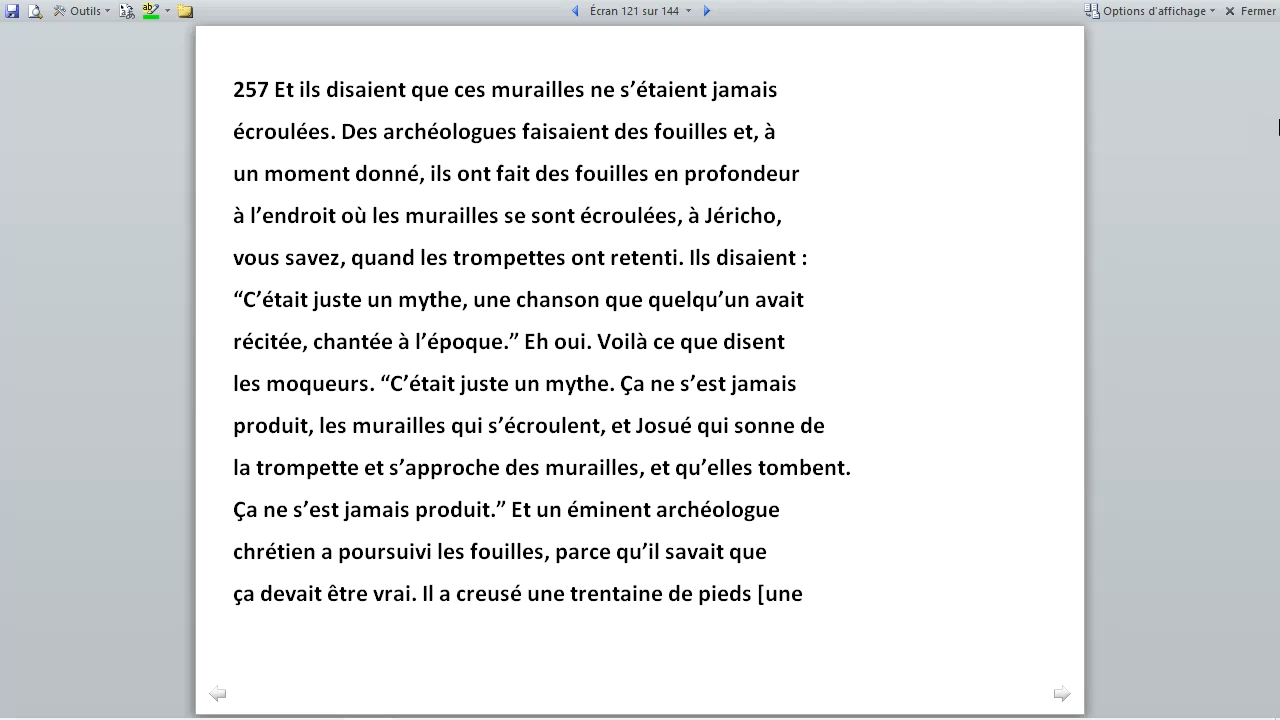 Outils
Écran 121 sur 144
Options d'affichage
Fermer
257 Et ils disaient que ces murailles ne s’étaient jamais
écroulées. Des archéologues faisaient des fouilles et, à
un moment donné, ils ont fait des fouilles en profondeur
à l’endroit où les murailles se sont écroulées, à Jéricho,
vous savez, quand les trompettes ont retenti. Ils disaient :
“C’était juste un mythe, une chanson que quelqu’un avait
récitée, chantée à l’époque.” Eh oui. Voilà ce que disent
les moqueurs. “C’était juste un mythe. Ça ne s’est jamais
produit, les murailles qui s’écroulent, et Josué qui sonne de
la trompette et s’approche des murailles, et qu’elles tombent.
Ça ne s’est jamais produit.” Et un éminent archéologue
chrétien a poursuivi les fouilles, parce qu’il savait que
ça devait être vrai. Il a creusé une trentaine de pieds [une